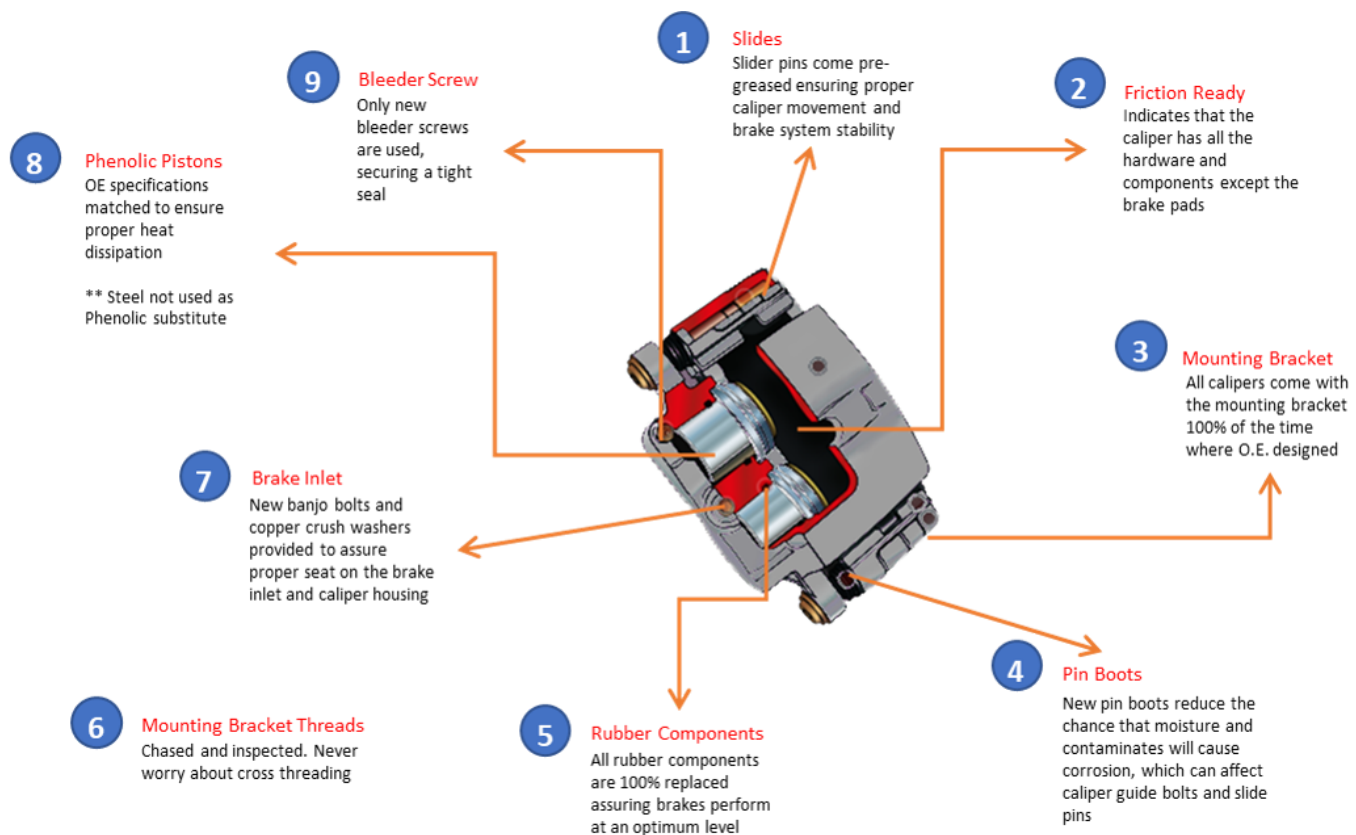 1
Slides
Slider pins come pre-
greased ensuring proper
caliper movement and
brake system stability
2
Friction Ready
Indicates that the
caliper has all the
hardware and
components except the
brake pads
3
Mounting Bracket
All calipers come with
the mounting bracket
100% of the time
where O.E. designed
4
Pin Boots
New pin boots reduce the
chance that moisture and
contaminates will cause
corrosion, which can affect
caliper guide bolts and slide
pins
5
Rubber Components
All rubber components
are 100% replaced
assuring brakes perform
at an optimum level
6
Mounting Bracket Threads
Chased and inspected. Never
worry about cross threading
7
Brake Inlet
New banjo bolts and
copper crush washers
provided to assure
proper seat on the brake
inlet and caliper housing
8
Phenolic Pistons
OE specifications
matched to ensure
proper heat
dissipation
** Steel not used as
Phenolic substitute
9
Bleeder Screw
Only new
bleeder screws
are used,
securing a tight
seal